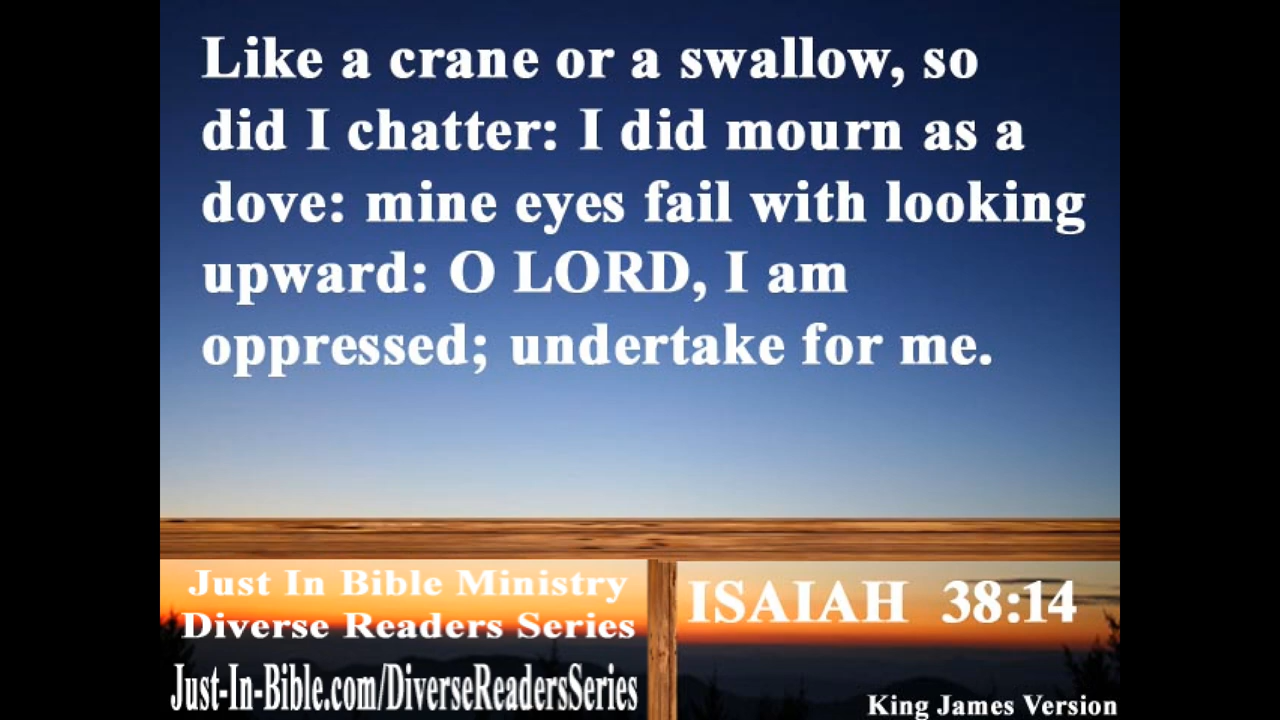 Like a crane or a swallow, so
did I chatter: I did mourn as a
dove: mine eyes fail with looking
upward: O LORD, I am
oppressed; undertake for me.
Just In Bible Ministry
Diverse Readers Series
Just-In-Bible.com/DiverseReadersSeries
ISAIAH 38:14
King James Version